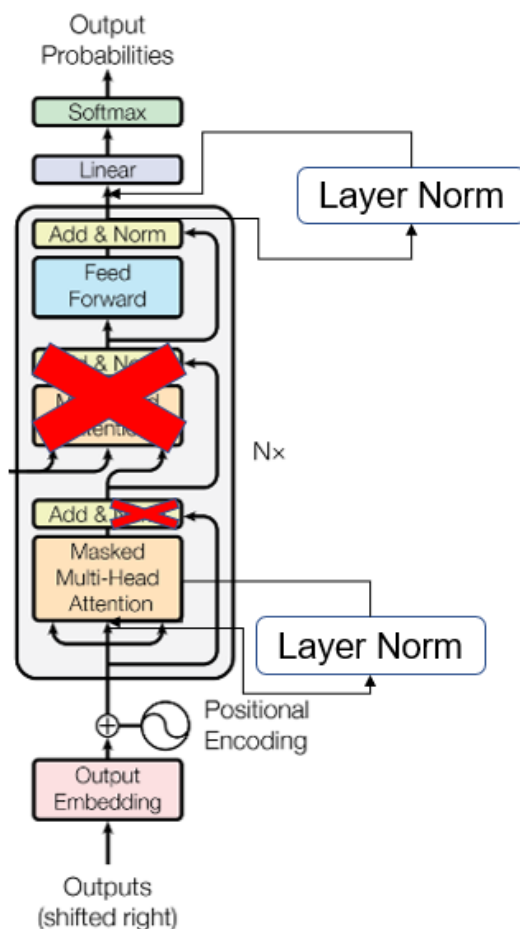 Output
Probabilities
Softmax
Linear
Layer Norm
Add & Norm
Feed
Forward
N×
Add &
Masked
Multi-Head
Attention
Layer Norm
Positional
Encoding
Output
Embedding
Outputs
(shifted right)